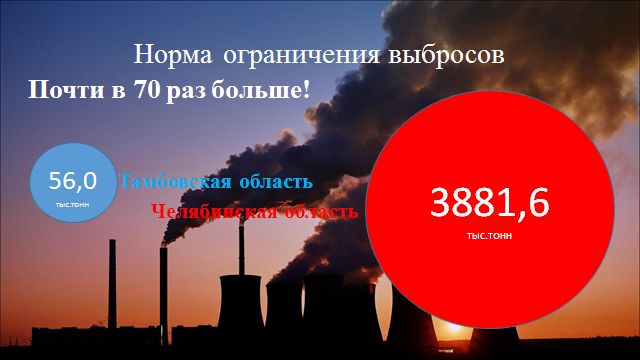 Норма ограничения выбросов
Почти в 70 раз больше!
56,0
тыс.тонн
Тамбовская область
Челябинская область
3881,6
тыс.тонн